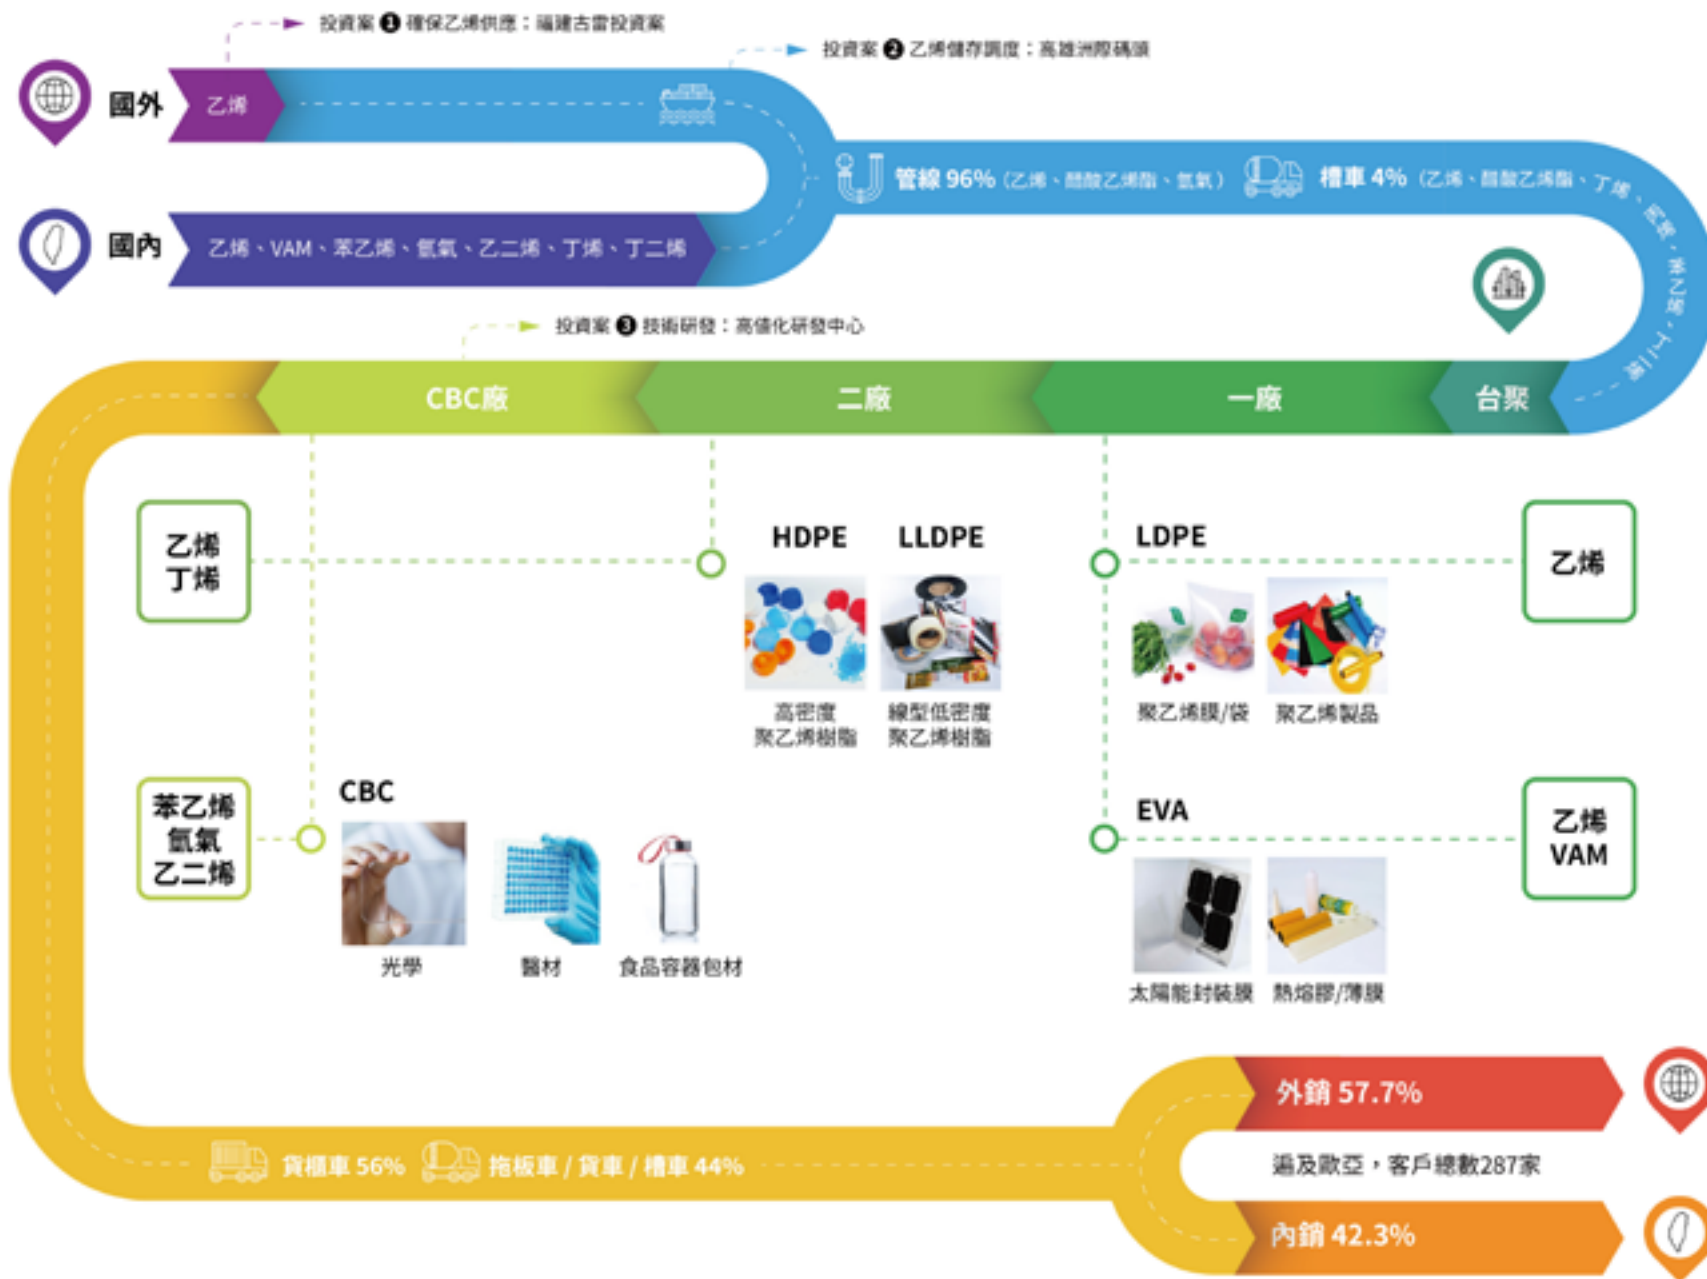 投資案 ❶ 確保乙烯供應：福建古雷投資案
投資案 ❷ 乙烯儲存調度：高雄洲際碼頭
國外
乙烯
管線 96%（乙烯、醋酸乙烯酯、氫氣）
槽車 4%（乙烯、醋酸乙烯酯、丁烯、
苯乙烯、丁二烯
國內
乙烯、VAM、苯乙烯、氫氣、乙二烯、丁烯、丁二烯
投資案 ❸ 技術研發：高值化研發中心
CBC廠
二廠
一廠
台聚
乙烯
丁烯
HDPE
LLDPE
LDPE
乙烯
高密度
聚乙烯樹脂
線型低密度
聚乙烯樹脂
聚乙烯膜/袋
聚乙烯製品
苯乙烯
氫氣
乙二烯
CBC
EVA
乙烯
VAM
光學
醫材
食品容器包材
太陽能封裝膜
熱熔膠/薄膜
外銷 57.7%
貨櫃車 56%
拖板車 / 貨車 / 槽車 44%
遍及歐亞，客戶總數287家
內銷 42.3%